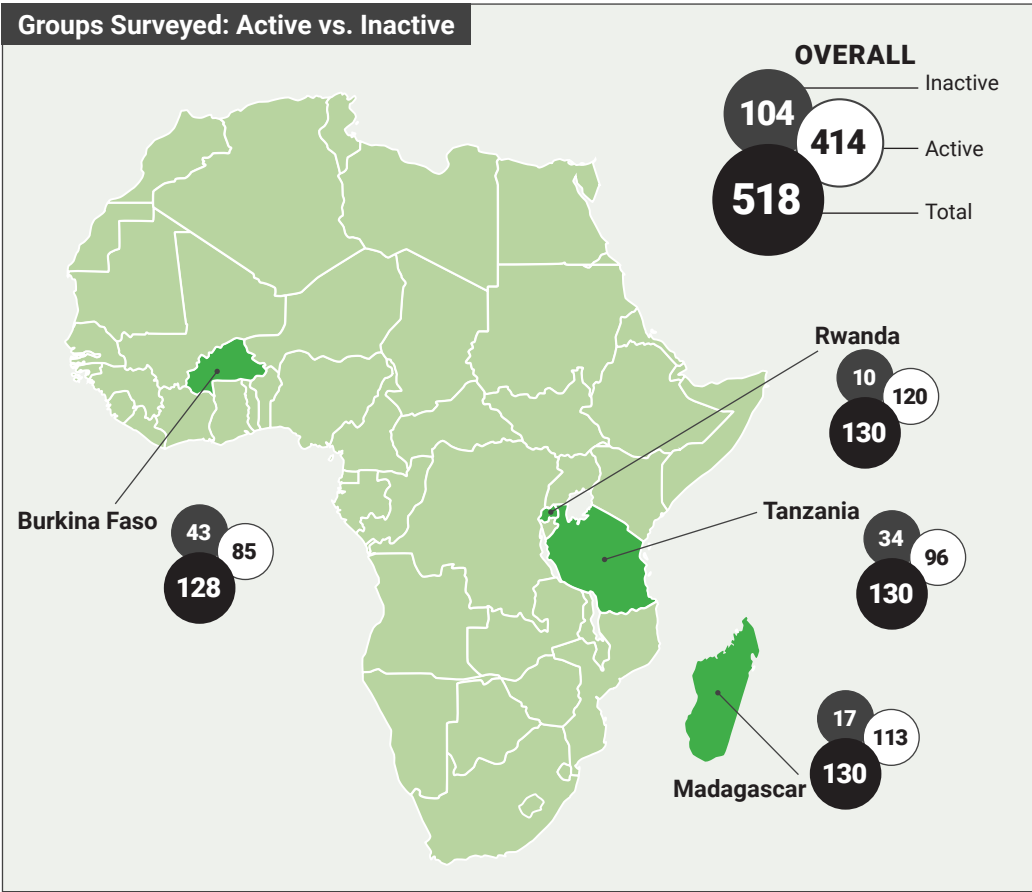 Groups Surveyed: Active vs. Inactive
OVERALL
Inactive
104
414
Active
518
Total
Rwanda
10
120
130
Burkina Faso
43
85
128
Tanzania
34
96
130
17
113
130
Madagascar